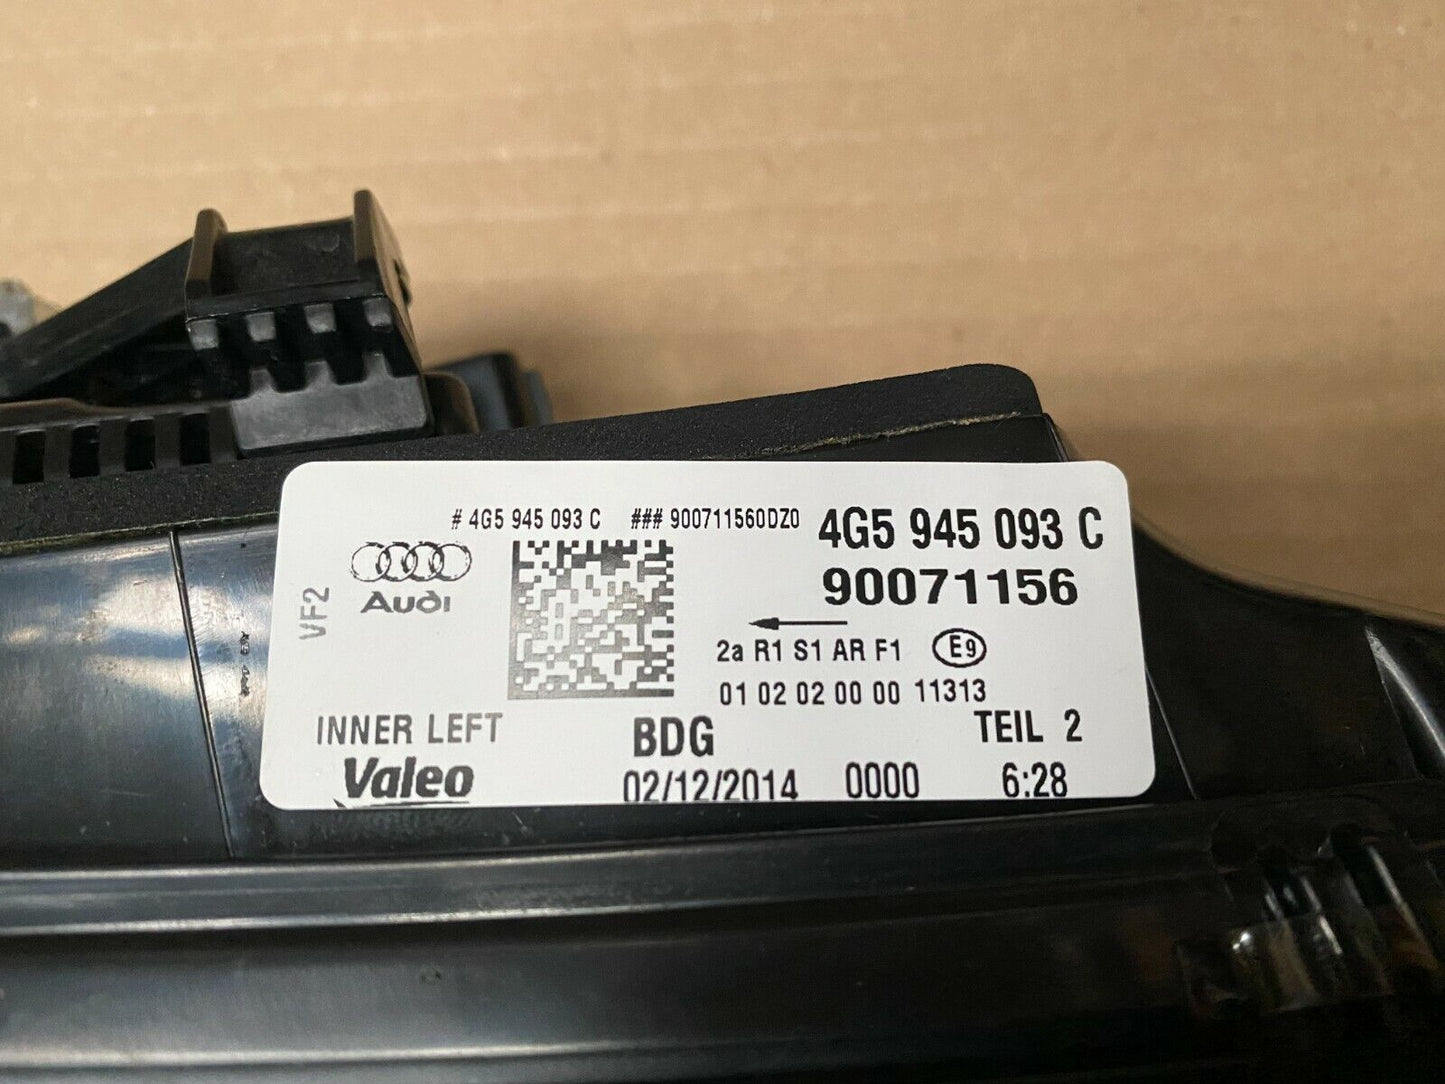 # 4G5 945 093 C ### 900711560DZ0 4G5 945 093 C
90071156
VF2
Audi
2a R1 S1 AR F1 E9
01 02 02 00 00 11313
INNER LEFT BDG TEIL 2
Valeo 02/12/2014 0000 6:28